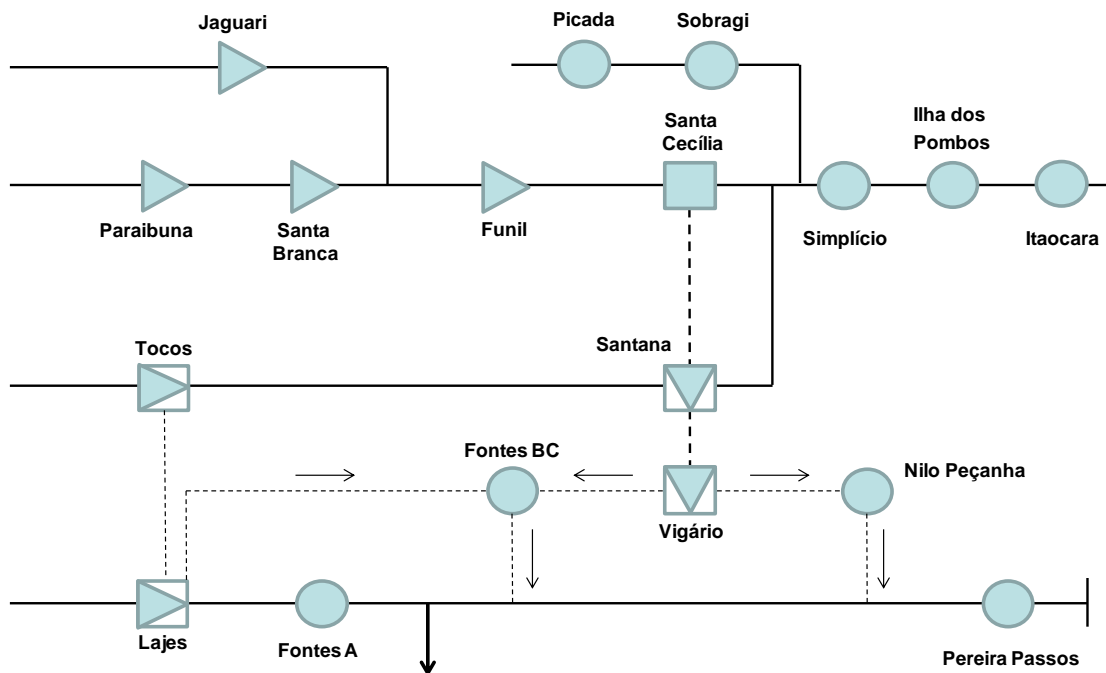 Jaguari
Picada
Sobragi
Santa
Cecília
Ilha dos
Pombos
Paraibuna
Santa
Branca
Funil
Simplício
Itaocara
Tocos
Santana
Fontes BC
Nilo Peçanha
Vigário
Lajes
Fontes A
Pereira Passos